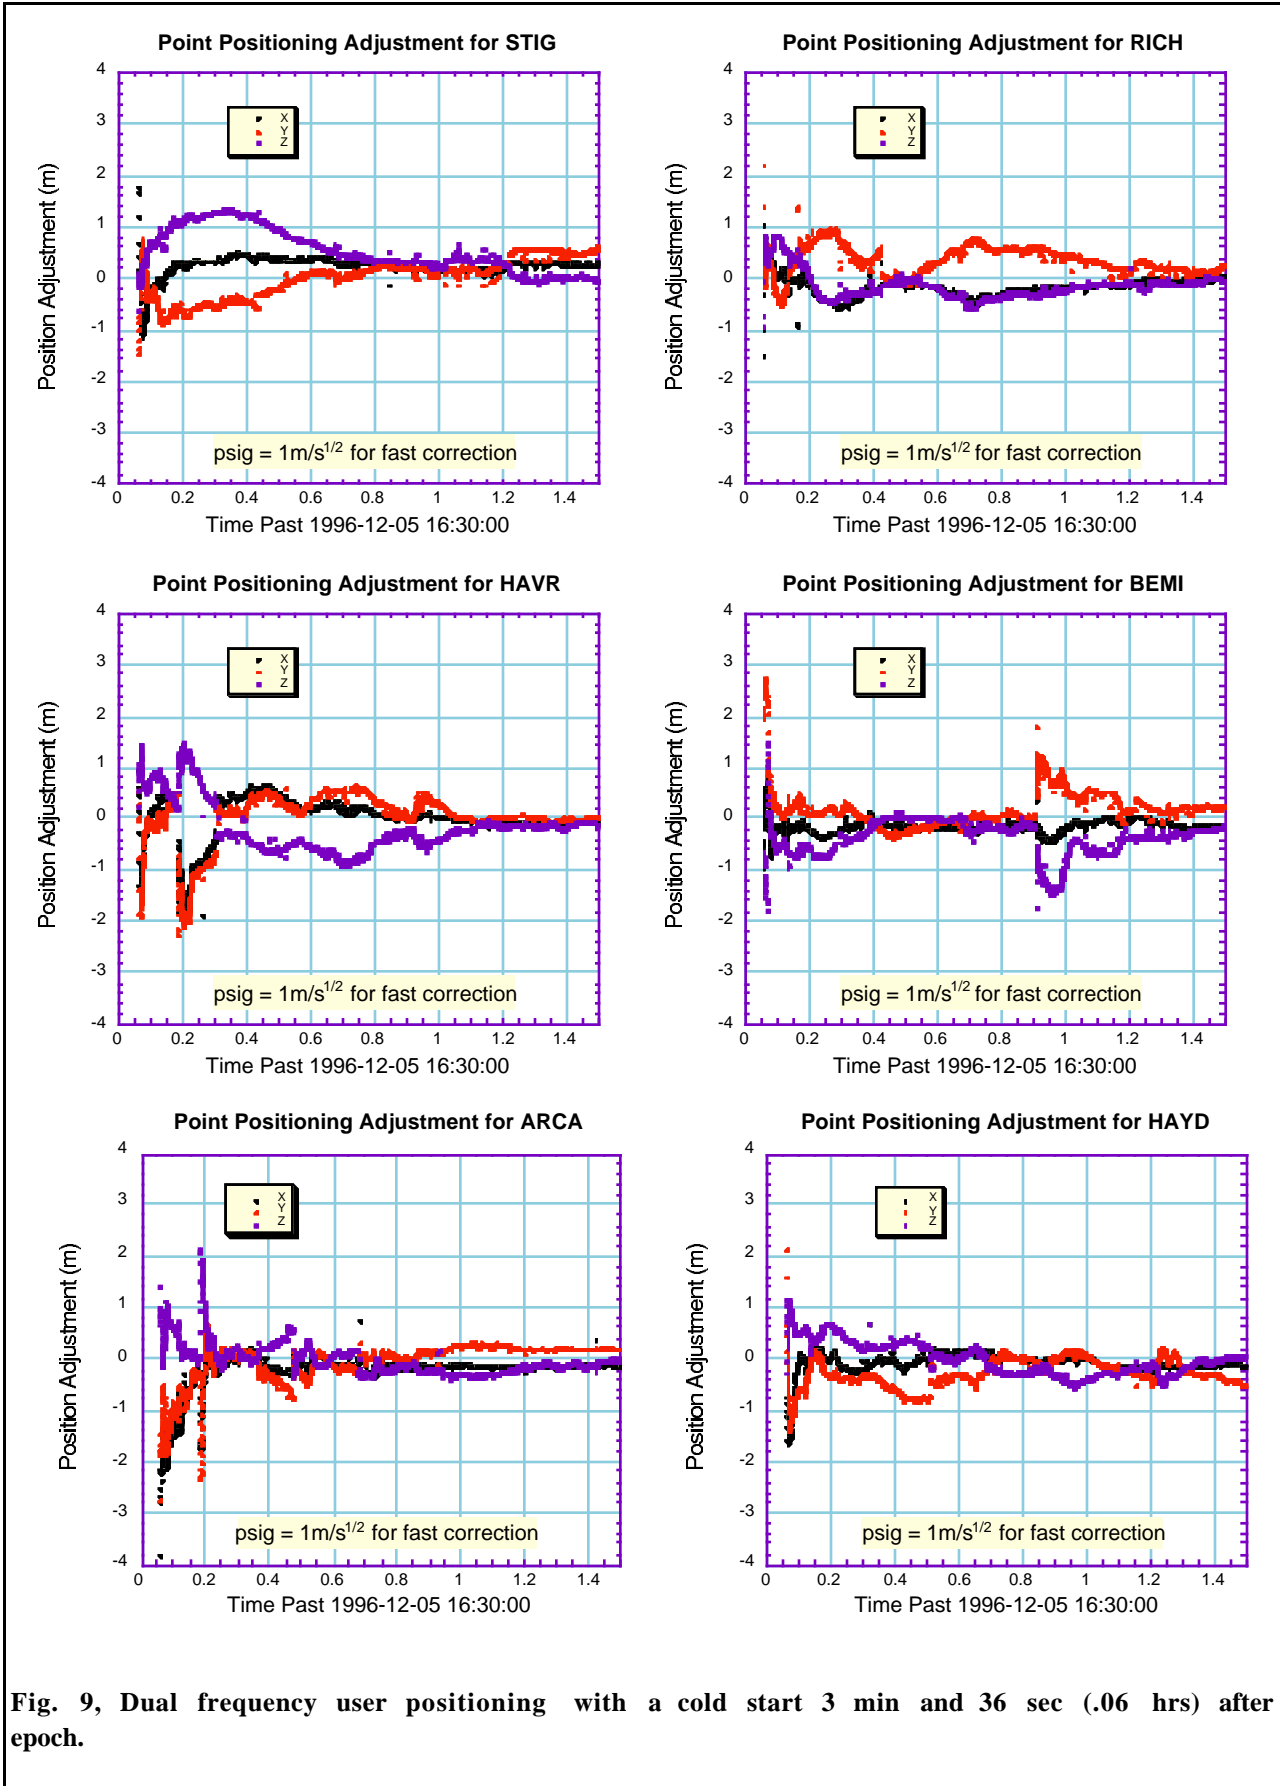 Point Positioning Adjustment for STIG
4
3
2
1
0
-1
-2
-3
-4
Position Adjustment (m)
X
Y
Z
psig = 1m/s1/2 for fast correction
0 0.2 0.4 0.6 0.8 1 1.2 1.4
Time Past 1996-12-05 16:30:00
Point Positioning Adjustment for RICH
4
3
2
1
0
-1
-2
-3
-4
Position Adjustment (m)
X
Y
Z
psig = 1m/s1/2 for fast correction
0 0.2 0.4 0.6 0.8 1 1.2 1.4
Time Past 1996-12-05 16:30:00
Point Positioning Adjustment for HAVR
4
3
2
1
0
-1
-2
-3
-4
Position Adjustment (m)
X
Y
Z
psig = 1m/s1/2 for fast correction
0 0.2 0.4 0.6 0.8 1 1.2 1.4
Time Past 1996-12-05 16:30:00
Point Positioning Adjustment for BEMI
4
3
2
1
0
-1
-2
-3
-4
Position Adjustment (m)
X
Y
Z
psig = 1m/s1/2 for fast correction
0 0.2 0.4 0.6 0.8 1 1.2 1.4
Time Past 1996-12-05 16:30:00
Point Positioning Adjustment for ARCA
4
3
2
1
0
-1
-2
-3
-4
Position Adjustment (m)
X
Y
Z
psig = 1m/s1/2 for fast correction
0 0.2 0.4 0.6 0.8 1 1.2 1.4
Time Past 1996-12-05 16:30:00
Point Positioning Adjustment for HAYD
4
3
2
1
0
-1
-2
-3
-4
Position Adjustment (m)
X
Y
Z
psig = 1m/s1/2 for fast correction
0 0.2 0.4 0.6 0.8 1 1.2 1.4
Time Past 1996-12-05 16:30:00
Fig. 9, Dual frequency user positioning with a cold start 3 min and 36 sec (.06 hrs) after
epoch.